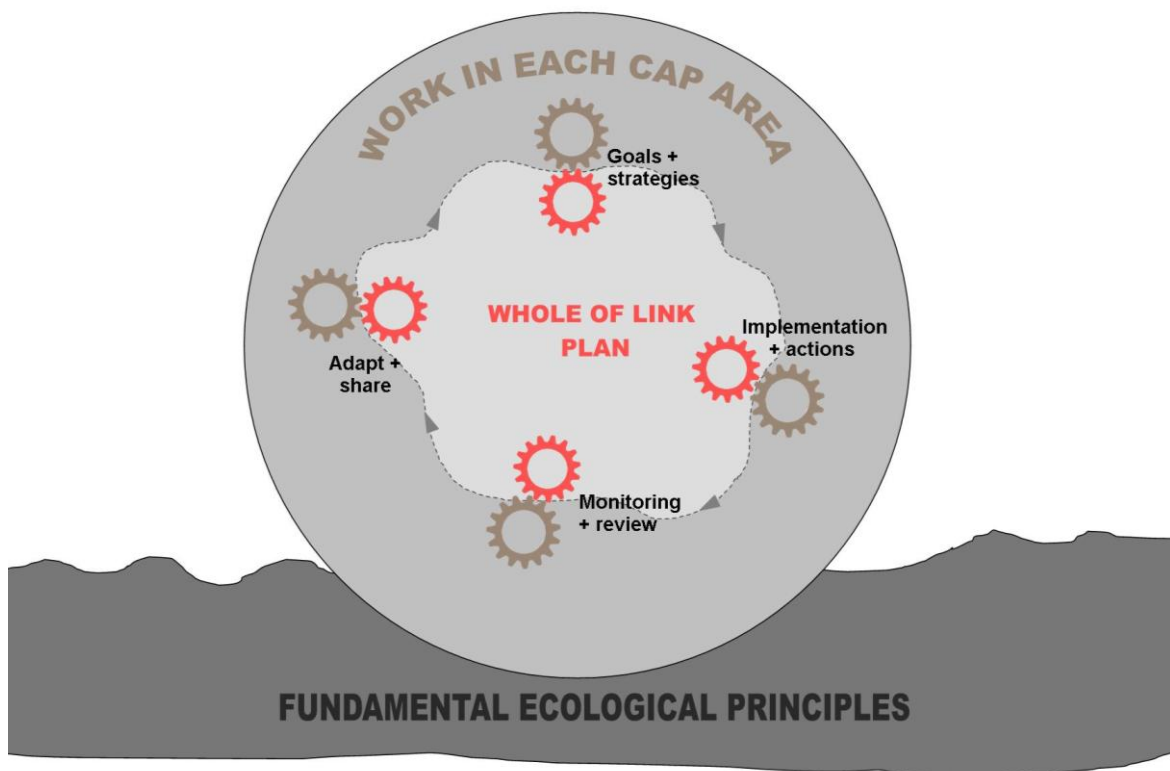 WORK IN EACH CAP AREA
Goals +
strategies
WHOLE OF LINK
PLAN
Implementation
+ actions
Adapt +
share
Monitoring
+ review
FUNDAMENTAL ECOLOGICAL PRINCIPLES